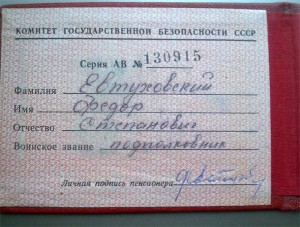 КОМИТЕТ ГОСУДАРСТВЕННОЙ БЕЗОПАСНОСТИ СССР
Серия АВ № 130915
Фамилия Евтуховский
Имя Федор
Отчество Степанович
Воинское звание подполковник
Личная подпись пенсионера